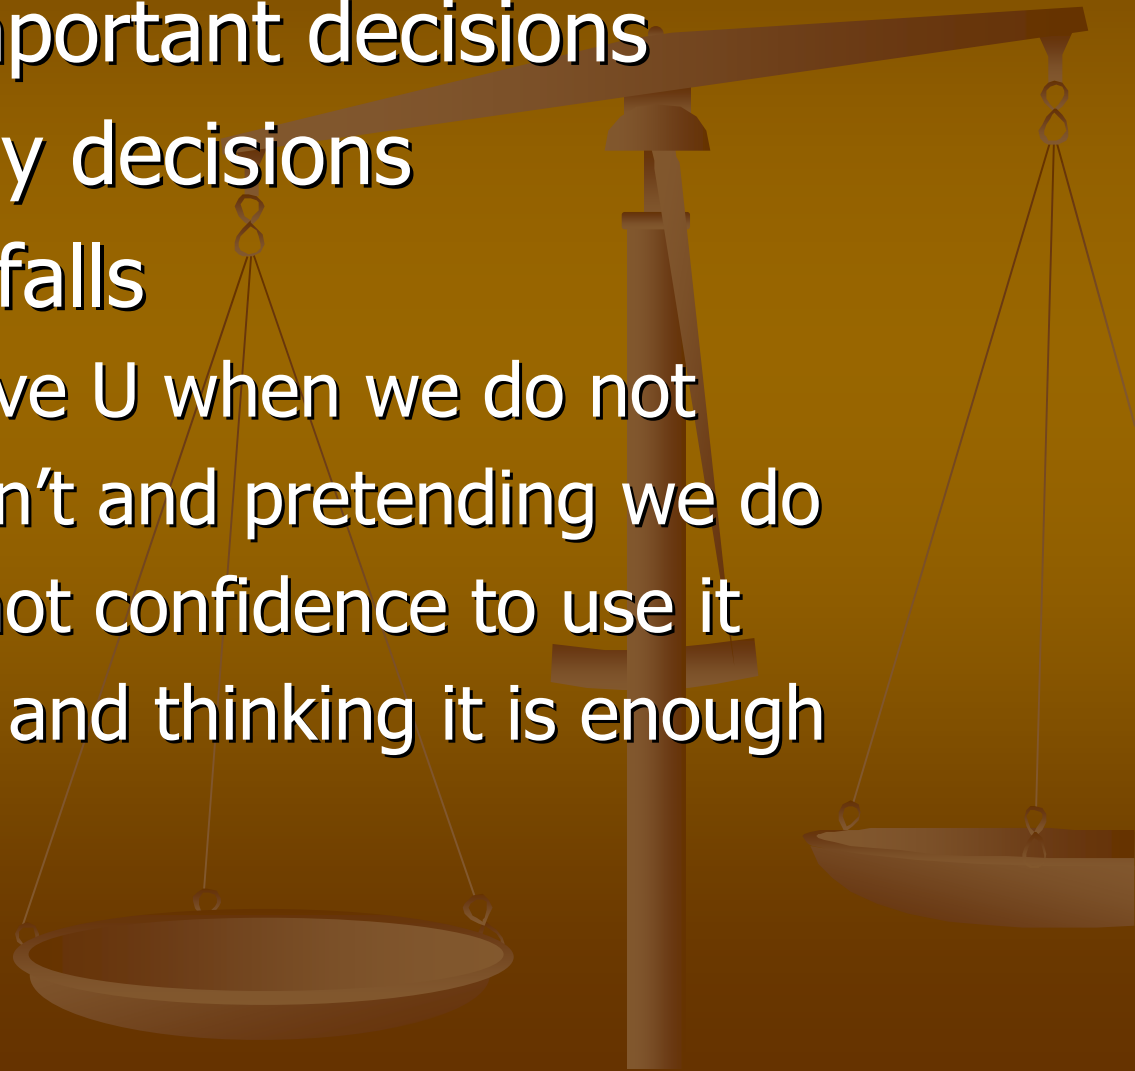 mportant decisions
y decisions
falls
ve U when we do not
n’t and pretending we do
not confidence to use it
and thinking it is enough